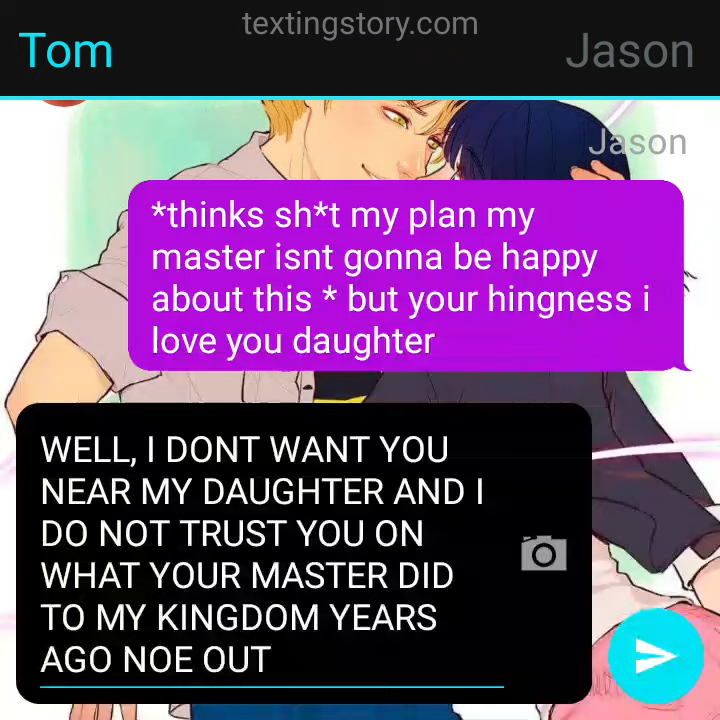 textingstory.com
Tom
Jason
Jason
*thinks sh*t my plan my
master isnt gonna be happy
about this * but your hingness i
love you daughter
WELL, I DONT WANT YOU
NEAR MY DAUGHTER AND I
DO NOT TRUST YOU ON
WHAT YOUR MASTER DID
TO MY KINGDOM YEARS
AGO NOE OUT